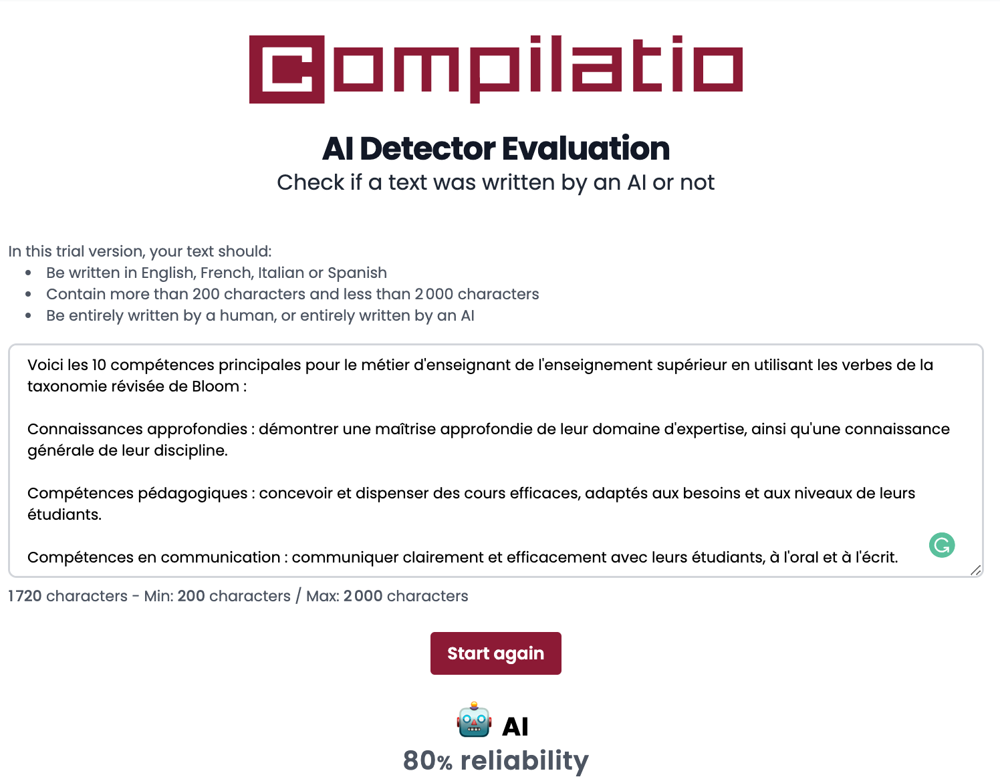 Compilatio
AI Detector Evaluation
Check if a text was written by an AI or not
In this trial version, your text should:
• Be written in English, French, Italian or Spanish
• Contain more than 200 characters and less than 2 000 characters
• Be entirely written by a human, or entirely written by an AI
Voici les 10 compétences principales pour le métier d'enseignant de l'enseignement supérieur en utilisant les verbes de la
taxonomie révisée de Bloom :
Connaissances approfondies : démontrer une maîtrise approfondie de leur domaine d'expertise, ainsi qu'une connaissance
générale de leur discipline.
Compétences pédagogiques : concevoir et dispenser des cours efficaces, adaptés aux besoins et aux niveaux de leurs
étudiants.
Compétences en communication : communiquer clairement et efficacement avec leurs étudiants, à l'oral et à l'écrit.
1 720 characters - Min: 200 characters / Max: 2 000 characters
Start again
AI
80% reliability